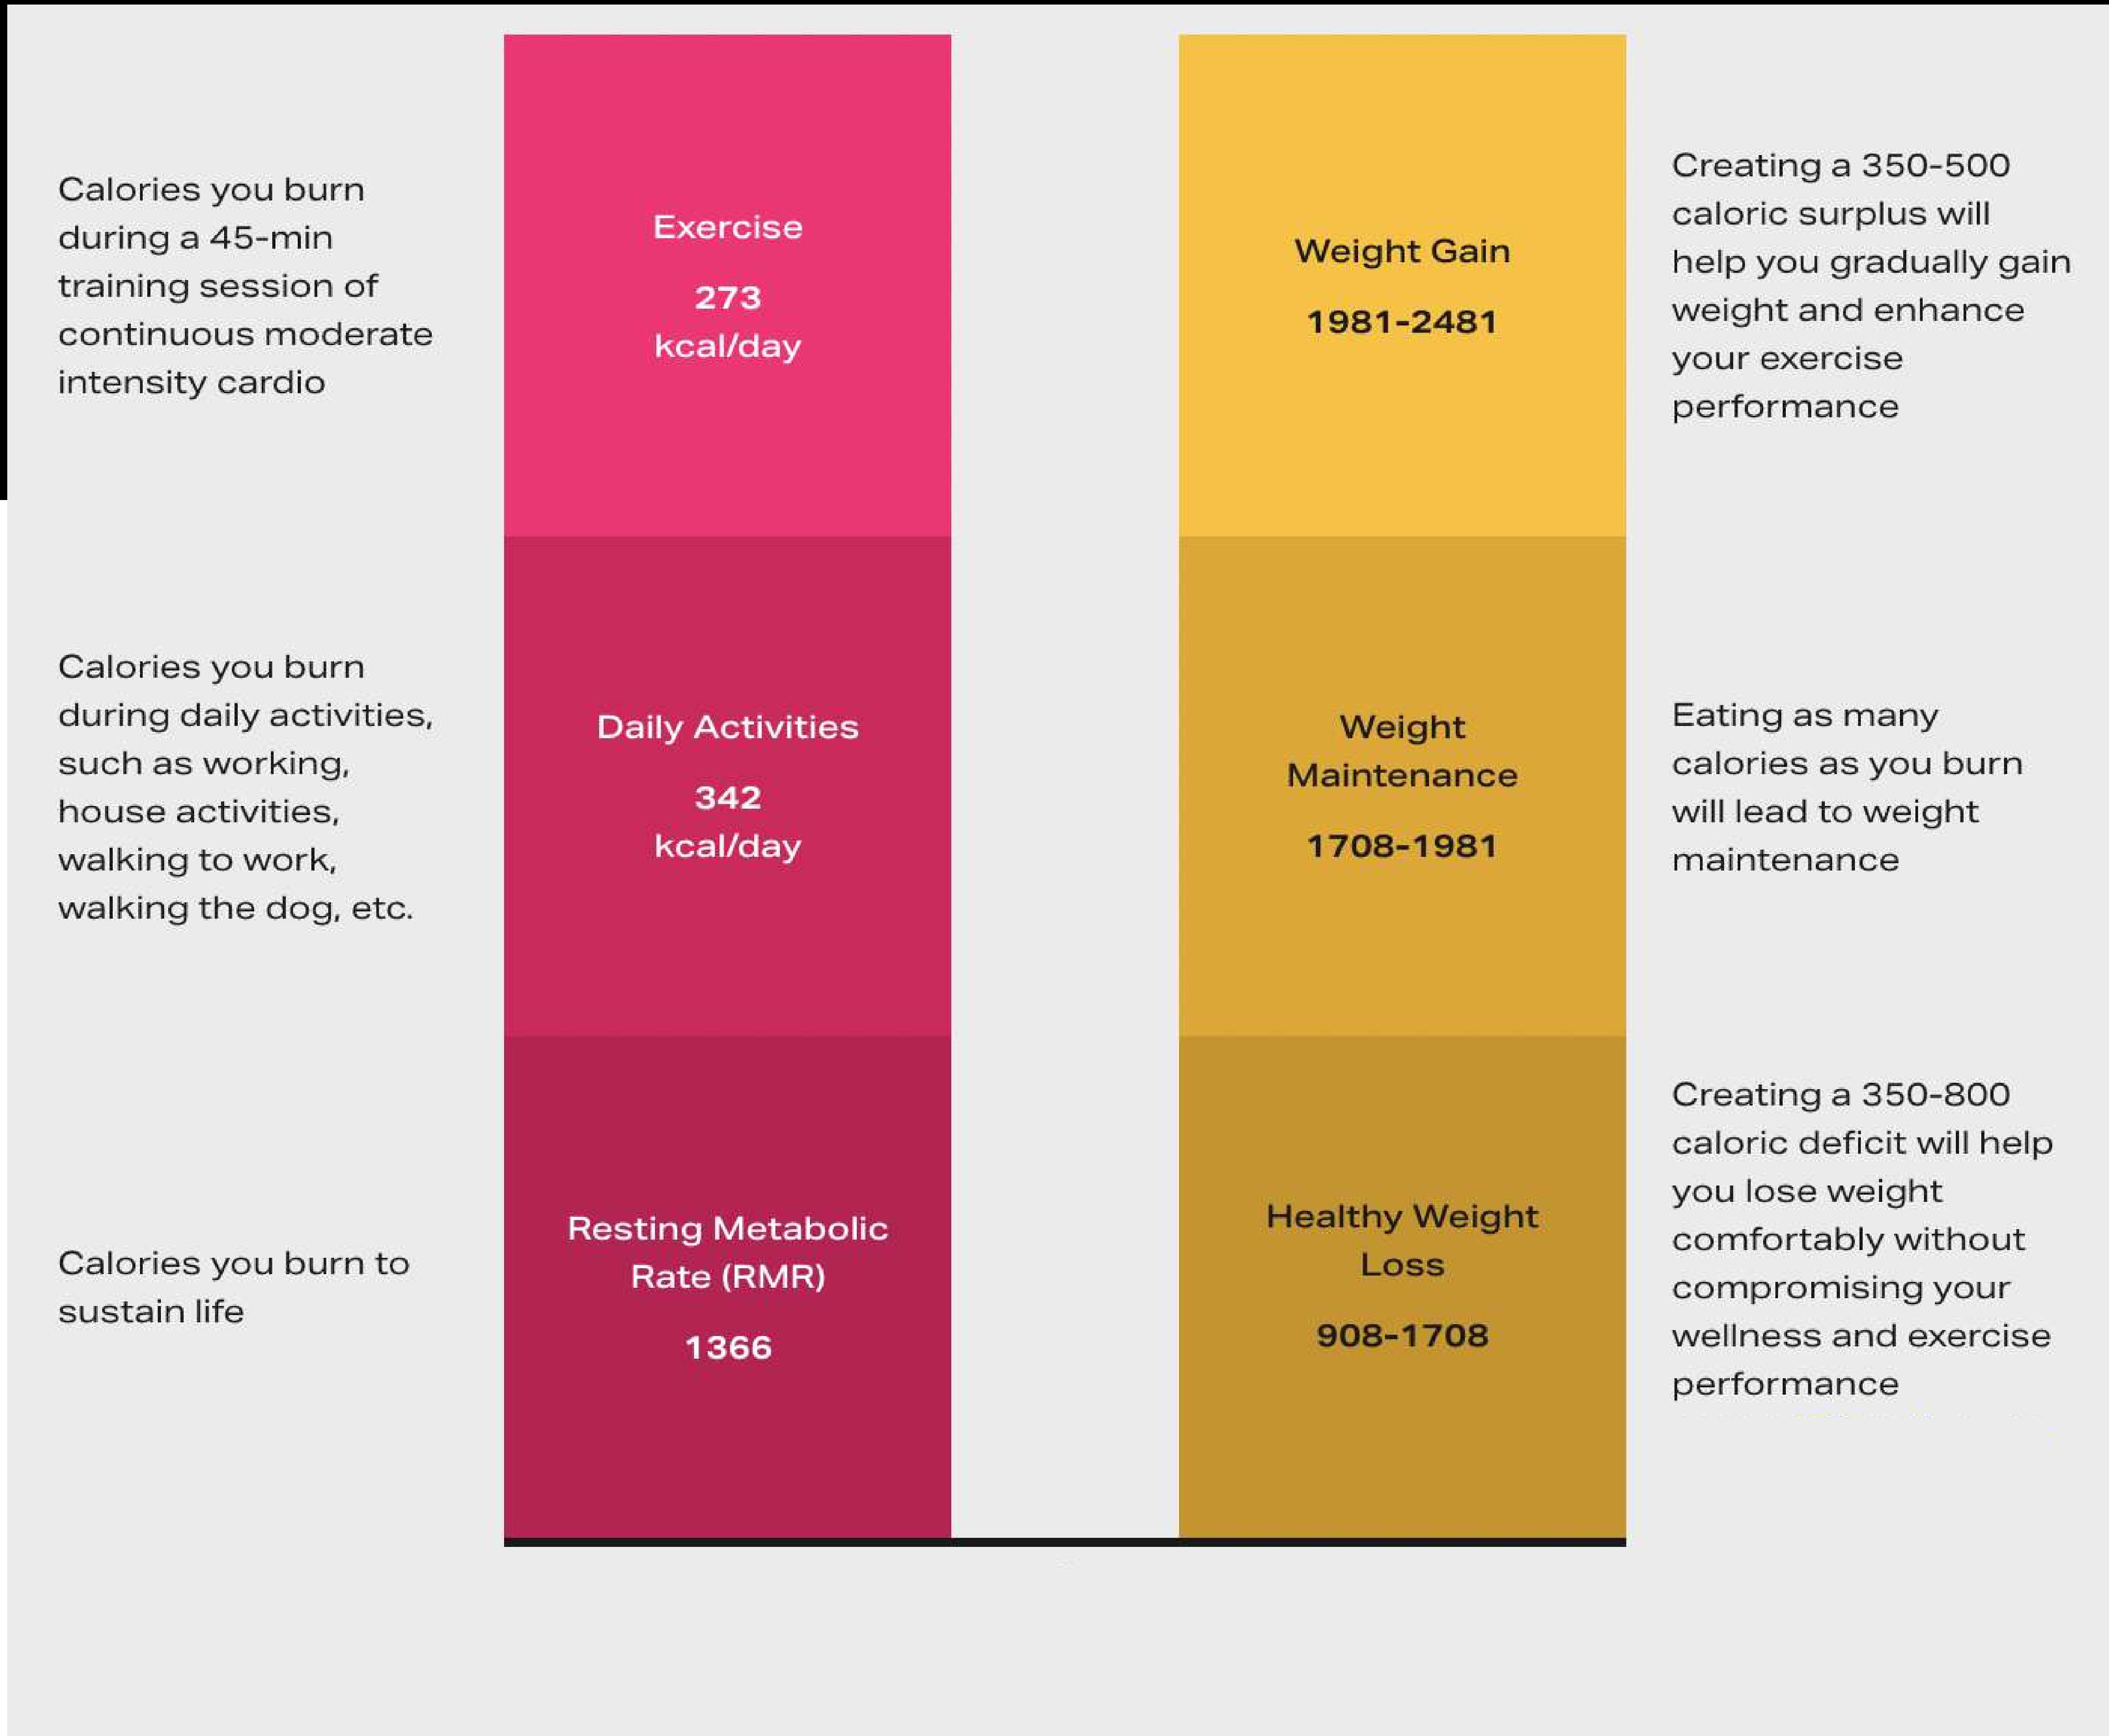 Calories you burn
during a 45-min
training session of
continuous moderate
intensity cardio
Exercise
273
kcal/day
Weight Gain
1981-2481
Creating a 350-500
caloric surplus will
help you gradually gain
weight and enhance
your exercise
performance
Calories you burn
during daily activities,
such as working,
house activities,
walking to work,
walking the dog, etc.
Daily Activities
342
kcal/day
Weight
Maintenance
1708-1981
Eating as many
calories as you burn
will lead to weight
maintenance
Calories you burn to
sustain life
Resting Metabolic
Rate (RMR)
1366
Healthy Weight
Loss
908-1708
Creating a 350-800
caloric deficit will help
you lose weight
comfortably without
compromising your
wellness and exercise
performance